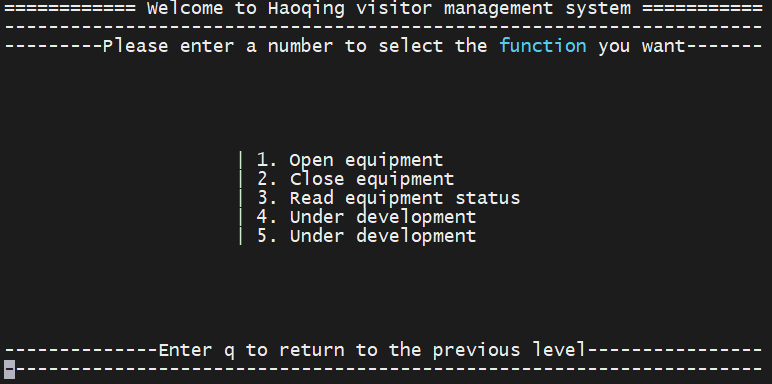 ============ Welcome to Haoqing visitor management system ===========
---------------------------------------------------------------------
---------Please enter a number to select the function you want-------
| 1. Open equipment
| 2. Close equipment
| 3. Read equipment status
| 4. Under development
| 5. Under development
--------------Enter q to return to the previous level----------------
---------------------------------------------------------------------